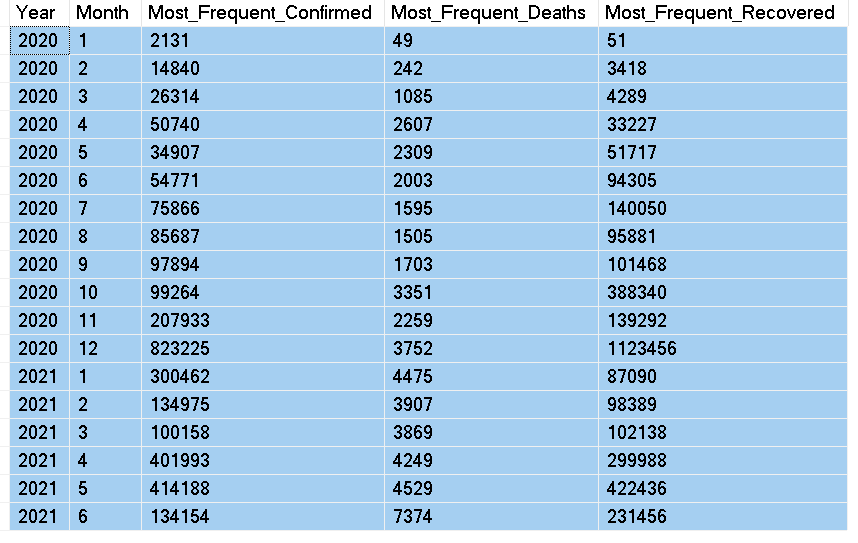 Year Month Most_Frequent_Confirmed Most_Frequent_Deaths Most_Frequent_Recovered
2020 1 2131 49 51
2020 2 14840 242 3418
2020 3 26314 1085 4289
2020 4 50740 2607 33227
2020 5 34907 2309 51717
2020 6 54771 2003 94305
2020 7 75866 1595 140050
2020 8 85687 1505 95881
2020 9 97894 1703 101468
2020 10 99264 3351 388340
2020 11 207933 2259 139292
2020 12 823225 3752 1123456
2021 1 300462 4475 87090
2021 2 134975 3907 98389
2021 3 100158 3869 102138
2021 4 401993 4249 299988
2021 5 414188 4529 422436
2021 6 134154 7374 231456